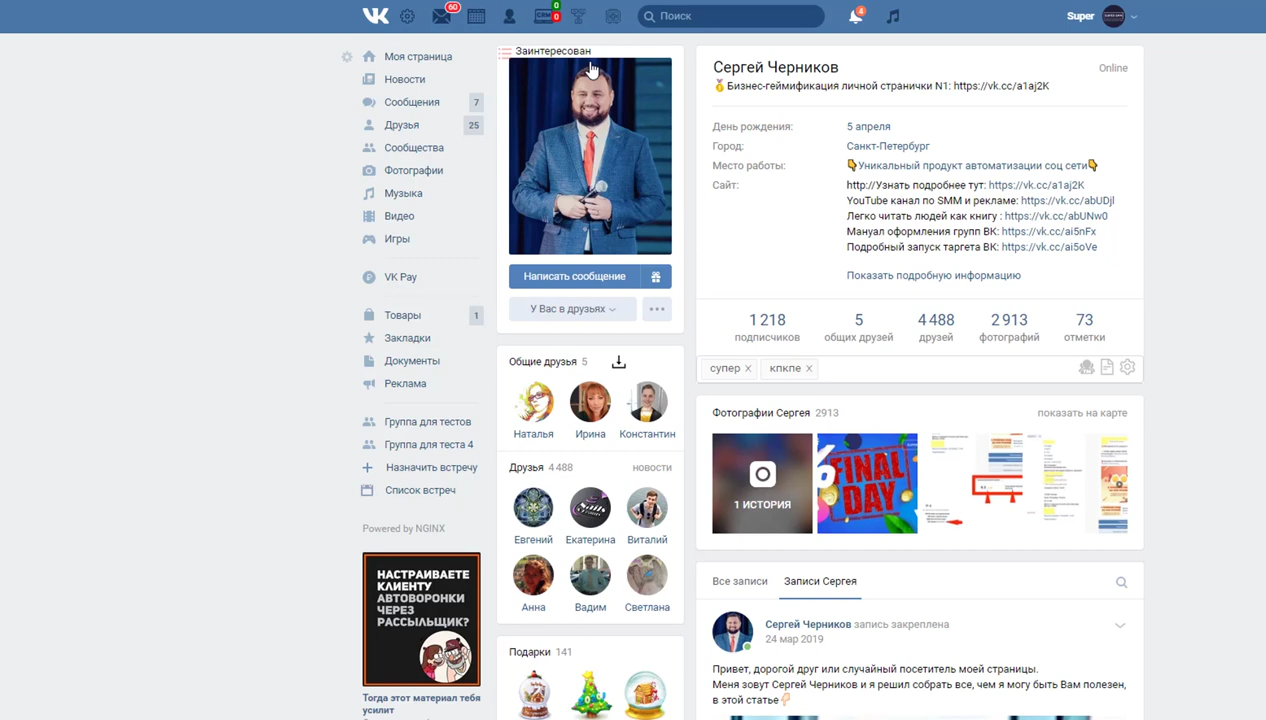 60
CRM
0
0
Поиск
4
Super
Моя страница
Новости
Сообщения 7
Друзья 25
Сообщества
Фотографии
Музыка
Видео
Игры
VK Pay
Товары 1
Закладки
Документы
Реклама
Группа для тестов
Группа для теста 4
Назначить встречу
Список встреч
Powered by NGINX
НАСТРАИВАЕТЕ
КЛИЕНТУ
АВТОВОРОНКИ
ЧЕРЕЗ
РАССЫЛЬЩИК?
Тогда этот материал тебя
усилит
Заинтересован
Написать сообщение
У Вас в друзьях
Общие друзья 5
Наталья Ирина Константин
Друзья 4 488 новости
Евгений Екатерина Виталий
Анна Вадим Светлана
Подарки 141
Сергей Черников Online
🥇Бизнес-геймификация личной странички N1: https://vk.cc/a1aj2K
День рождения: 5 апреля
Город: Санкт-Петербург
Место работы: 👇Уникальный продукт автоматизации соц сети👇
Сайт: http://Узнать подробнее тут: https://vk.cc/a1aj2K
YouTube канал по SMM и рекламе: https://vk.cc/abUDjl
Легко читать людей как книгу : https://vk.cc/abUNw0
Мануал оформления групп ВК: https://vk.cc/ai5nFx
Подробный запуск таргета ВК: https://vk.cc/ai5oVe
Показать подробную информацию
1 218 5 4 488 2 913 73
подписчиков общих друзей друзей фотографий отметки
супер кпкпе
Фотографии Сергея 2913 показать на карте
1 ИСТОРИЯ
FINAL
DAY
Все записи Записи Сергея
Сергей Черников запись закреплена
24 мар 2019
Привет, дорогой друг или случайный посетитель моей страницы.
Меня зовут Сергей Черников и я решил собрать все, чем я могу быть Вам полезен,
в этой статье👇🏻